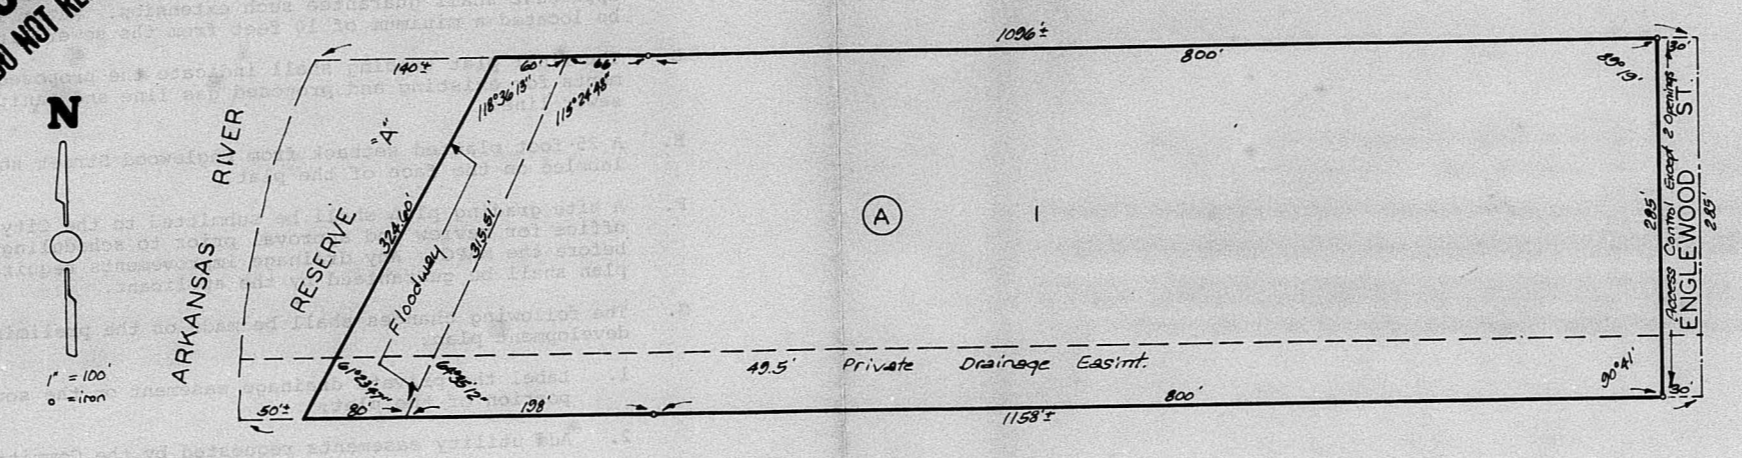 DO NOT RE
N
1" = 100'
o = iron
ARKANSAS RIVER
RESERVE "A"
Floodway
140'±
60'
66'
1096'±
800'
118°36'13"
115°24'48"
324.60'
315.51'
61°23'47"
64°35'12"
A
1
49.5' Private Drainage Easmt.
50'±
80'
198'
800'
1158'±
89°19'
90°41'
285'
Access Control Except 2 Openings
ENGLEWOOD ST.
285'
30'
30'